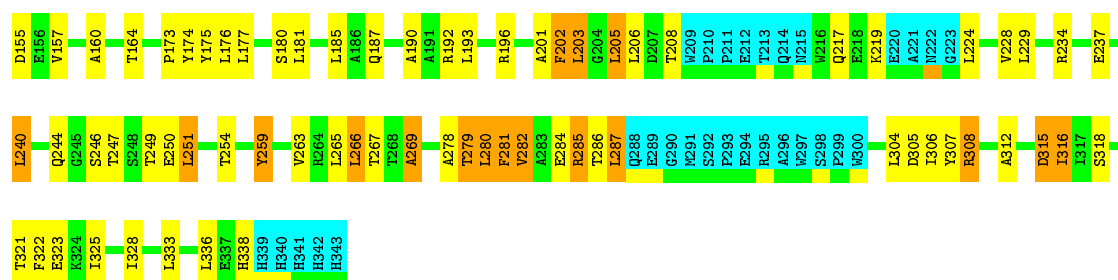 D155 E156 V157 A160 T164 P173 Y174 Y175 L176 L177 S180 L181 L185 A186 Q187 A190 A191 R192 L193 R196 A201 F202 L203 G204 L205 L206 D207 T208 W209 P210 P211 E212 T213 Q214 N215 W216 Q217 E218 K219 E220 A221 N222 G223 L224 V228 L229 R234 E237
L240 Q244 G245 S246 T247 S248 T249 E250 L251 T254 Y259 V263 R264 L265 L266 T267 T268 A269 A278 T279 L280 F281 V282 A283 E284 R285 T286 L287 Q288 E289 G290 M291 S292 P293 E294 R295 A296 W297 S298 P299 W300 L304 D305 I306 Y307 R308 A312 D315 I316 I317 S318
T321 F322 E323 K324 I325 I328 L333 L336 E337 H338 H339 H340 H341 H342 H343